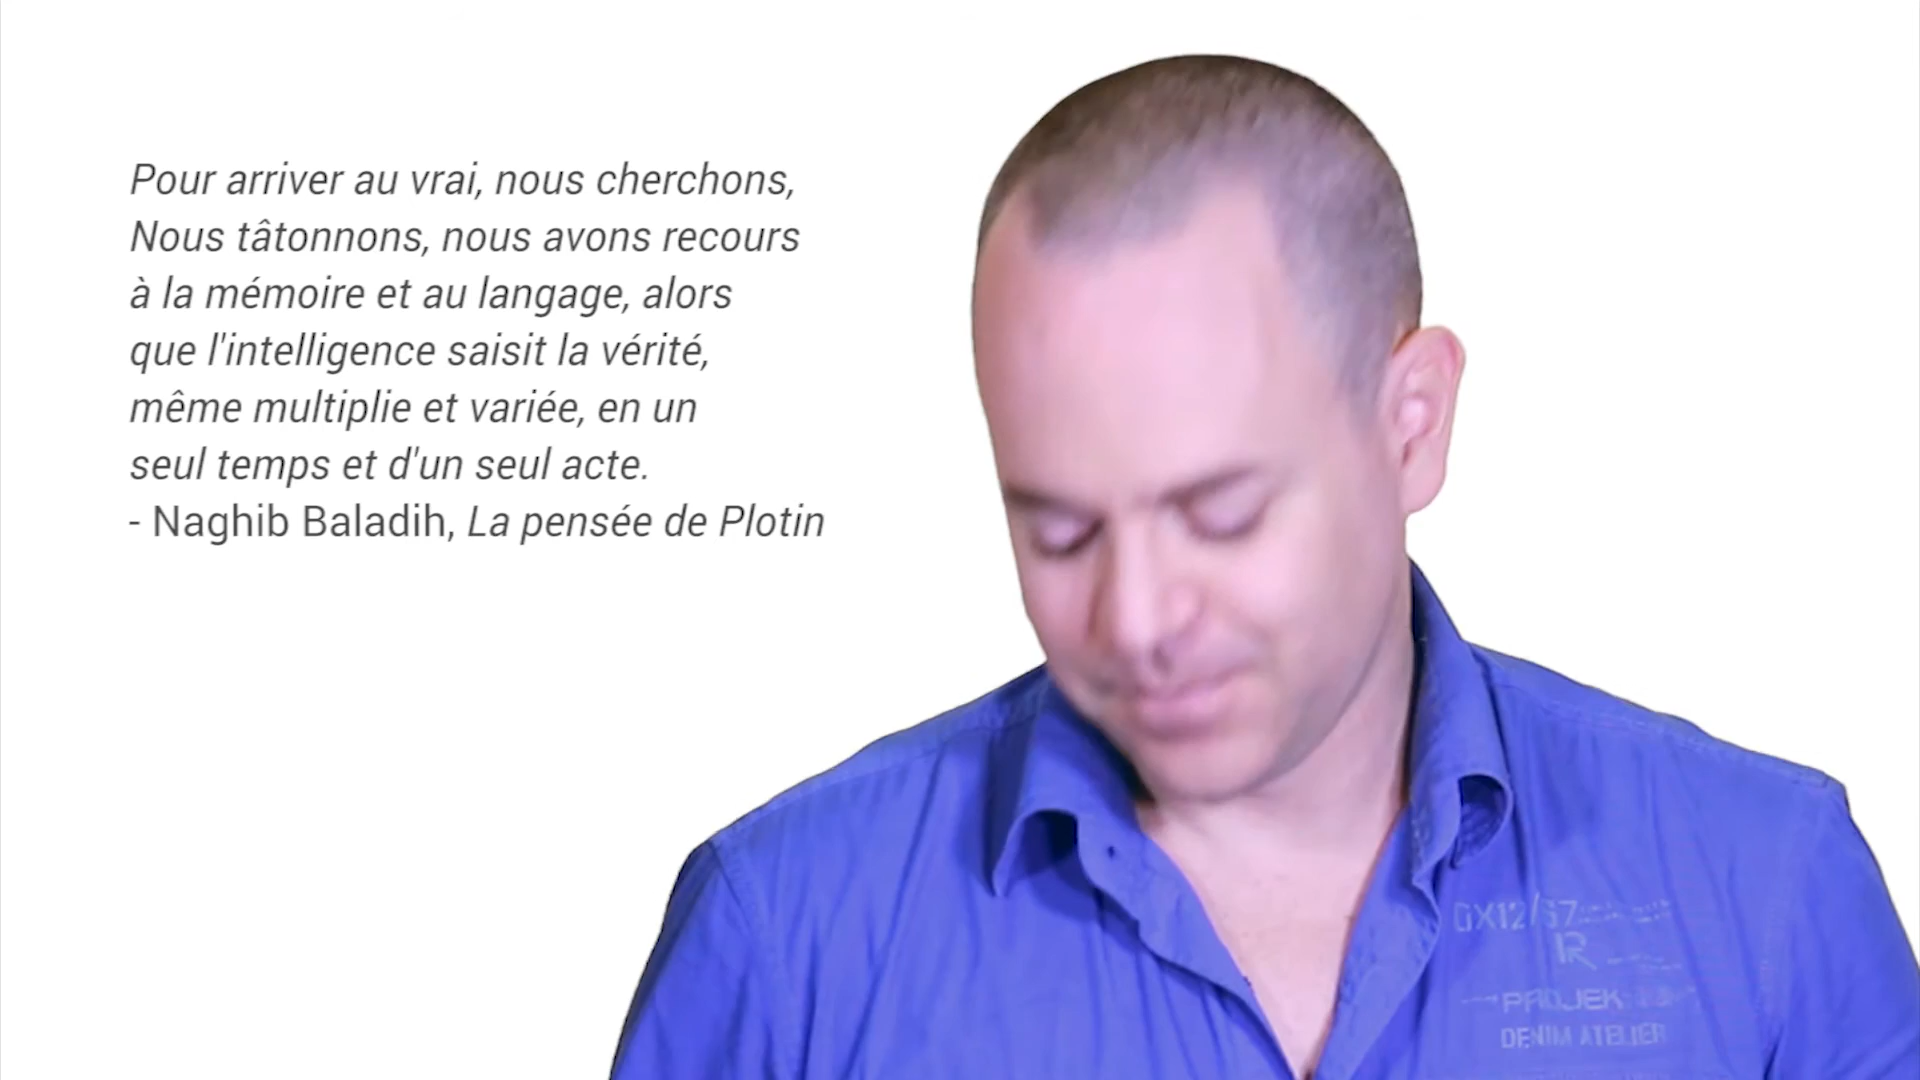 Pour arriver au vrai, nous cherchons,
Nous tâtonnons, nous avons recours
à la mémoire et au langage, alors
que l'intelligence saisit la vérité,
même multiplie et variée, en un
seul temps et d'un seul acte.
- Naghib Baladih, La pensée de Plotin
PROJEK
DENIM ATELIER